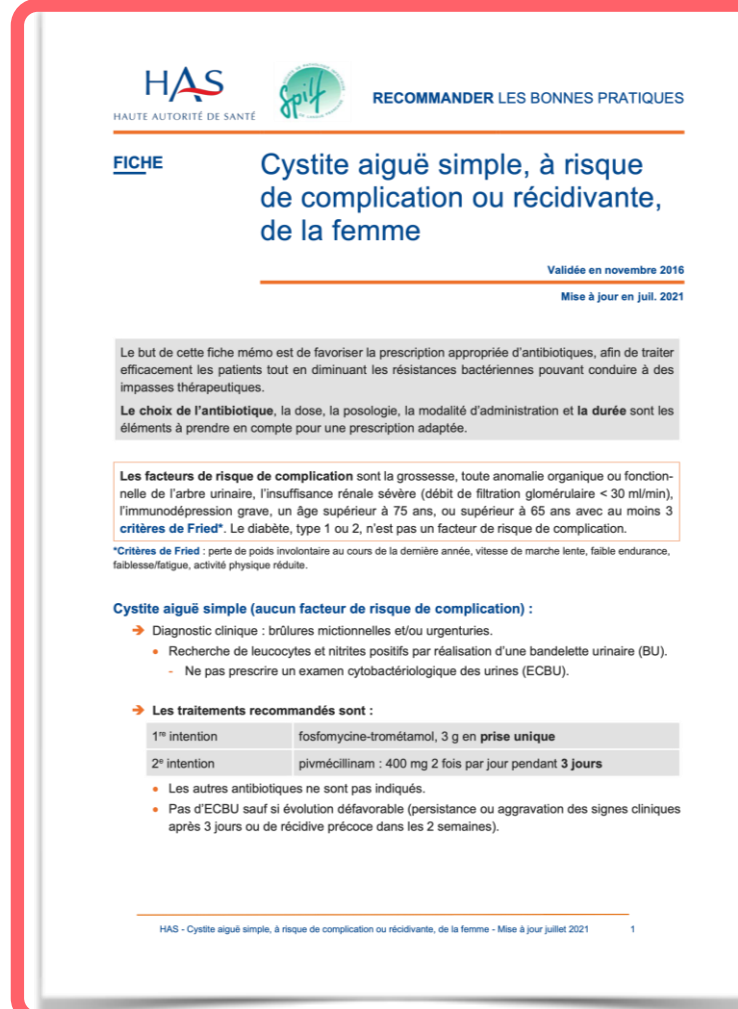 HAS
HAUTE AUTORITÉ DE SANTÉ
Spilf
RECOMMANDER LES BONNES PRATIQUES
FICHE
Cystite aiguë simple, à risque
de complication ou récidivante,
de la femme
Validée en novembre 2016
Mise à jour en juil. 2021
Le but de cette fiche mémo est de favoriser la prescription appropriée d’antibiotiques, afin de traiter
efficacement les patients tout en diminuant les résistances bactériennes pouvant conduire à des
impasses thérapeutiques.
Le choix de l’antibiotique, la dose, la posologie, la modalité d’administration et la durée sont les
éléments à prendre en compte pour une prescription adaptée.
Les facteurs de risque de complication sont la grossesse, toute anomalie organique ou fonction-
nelle de l’arbre urinaire, l’insuffisance rénale sévère (débit de filtration glomérulaire < 30 ml/min),
l’immunodépression grave, un âge supérieur à 75 ans, ou supérieur à 65 ans avec au moins 3
critères de Fried*. Le diabète, type 1 ou 2, n’est pas un facteur de risque de complication.
*Critères de Fried : perte de poids involontaire au cours de la dernière année, vitesse de marche lente, faible endurance,
faiblesse/fatigue, activité physique réduite.
Cystite aiguë simple (aucun facteur de risque de complication) :
➔ Diagnostic clinique : brûlures mictionnelles et/ou urgenturies.
• Recherche de leucocytes et nitrites positifs par réalisation d’une bandelette urinaire (BU).
- Ne pas prescrire un examen cytobactériologique des urines (ECBU).
➔ Les traitements recommandés sont :
1re intention fosfomycine-trométamol, 3 g en prise unique
2e intention pivmécillinam : 400 mg 2 fois par jour pendant 3 jours
• Les autres antibiotiques ne sont pas indiqués.
• Pas d’ECBU sauf si évolution défavorable (persistance ou aggravation des signes cliniques
après 3 jours ou de récidive précoce dans les 2 semaines).
HAS - Cystite aiguë simple, à risque de complication ou récidivante, de la femme - Mise à jour juillet 2021 1